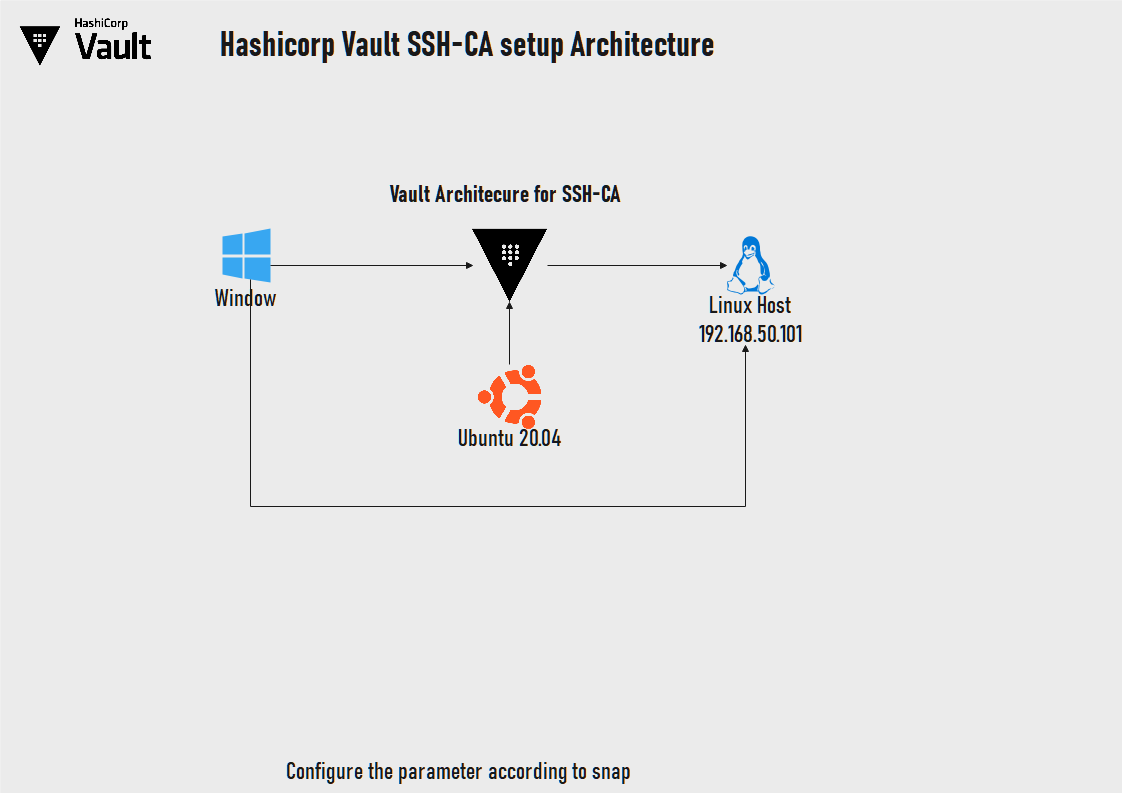 HashiCorp
Vault
Hashicorp Vault SSH-CA setup Architecture
Vault Architecure for SSH-CA
Window
Linux Host
192.168.50.101
Ubuntu 20.04
Configure the parameter according to snap